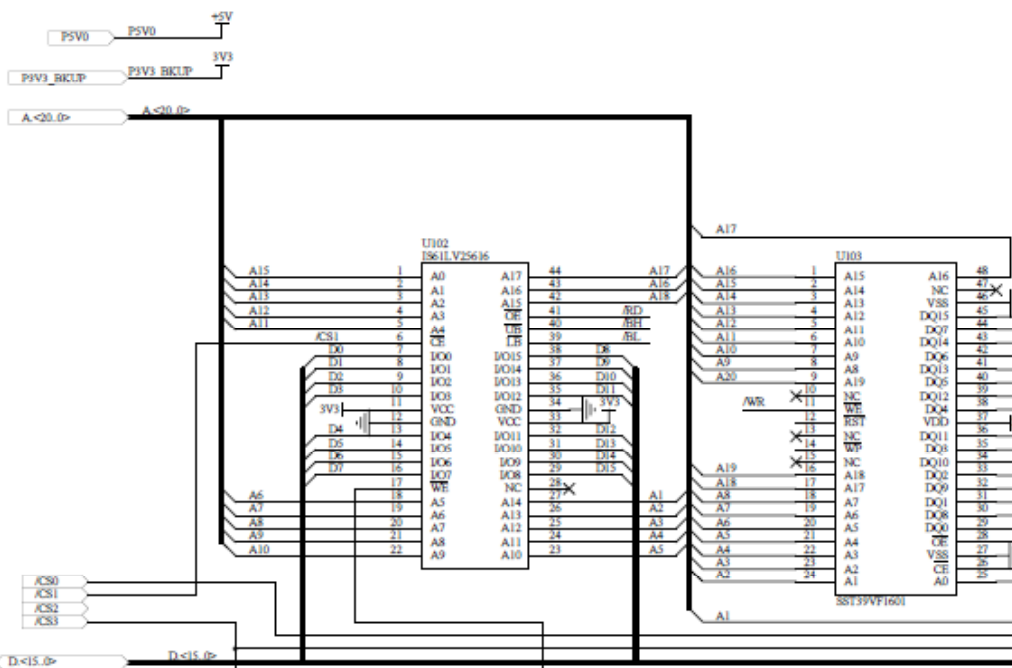 +5V
P5V0 P5V0
3V3
P3V3_BKUP P3V3_BKUP
A.<20..0> A.<20..0>
A17
U102
IS61LV25616
U103
A15 1 A0 A17 44 A17 A16 1 A15 A16 48
A14 2 A1 A16 43 A16 A15 2 A14 NC 47
A13 3 A2 A15 42 A18 A14 3 A13 VSS 46
A12 4 A3 OE 41 /RD A13 4 A12 DQ15 45
A11 5 A4 UB 40 /BH A12 5 A11 DQ7 44
/CS1 6 CE LB 39 /BL A11 6 A10 DQ14 43
D0 7 I/O0 I/O15 38 D8 A10 7 A9 DQ6 42
D1 8 I/O1 I/O14 37 D9 A9 8 A8 DQ13 41
D2 9 I/O2 I/O13 36 D10 A20 9 A19 DQ5 40
D3 10 I/O3 I/O12 35 D11 10 NC DQ12 39
3V3 11 VCC GND 34 3V3 /WR 11 WE DQ4 38
12 GND VCC 33 12 RST VDD 37
D4 13 I/O4 I/O11 32 D12 13 NC DQ11 36
D5 14 I/O5 I/O10 31 D13 14 WP DQ3 35
D6 15 I/O6 I/O9 30 D14 15 NC DQ10 34
D7 16 I/O7 I/O8 29 D15 A19 16 A18 DQ2 33
17 WE NC 28 A18 17 A17 DQ9 32
A6 18 A5 A14 27 A1 A8 18 A7 DQ1 31
A7 19 A6 A13 26 A2 A7 19 A6 DQ8 30
A8 20 A7 A12 25 A3 A6 20 A5 DQ0 29
A9 21 A8 A11 24 A4 A5 21 A4 OE 28
A10 22 A9 A10 23 A5 A4 22 A3 VSS 27
A3 23 A2 CE 26
A2 24 A1 A0 25
SST39VF1601
/CS0
/CS1
/CS2
/CS3
A1
D.<15..0> D.<15..0>